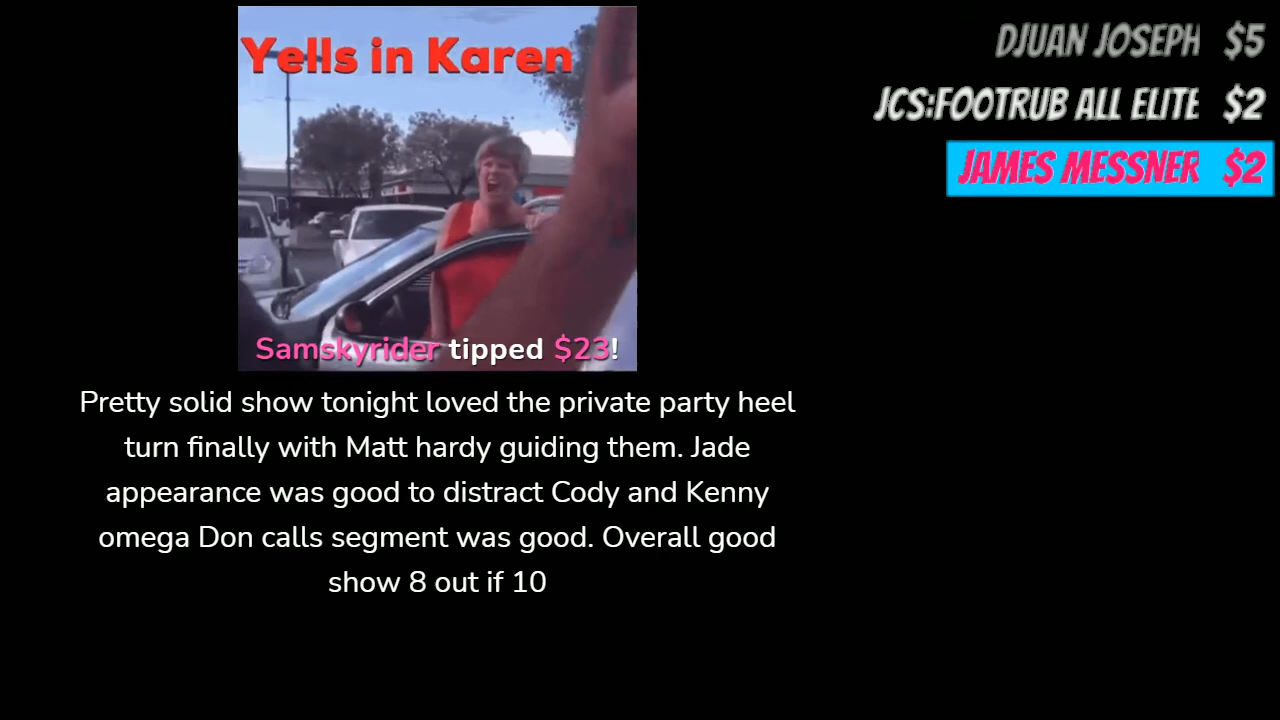 Yells in Karen
Samskyrider tipped $23!
Pretty solid show tonight loved the private party heel
turn finally with Matt hardy guiding them. Jade
appearance was good to distract Cody and Kenny
omega Don calls segment was good. Overall good
show 8 out if 10
DJUAN JOSEPH $5
JCS:FOOTRUB ALL ELITE $2
JAMES MESSNER $2